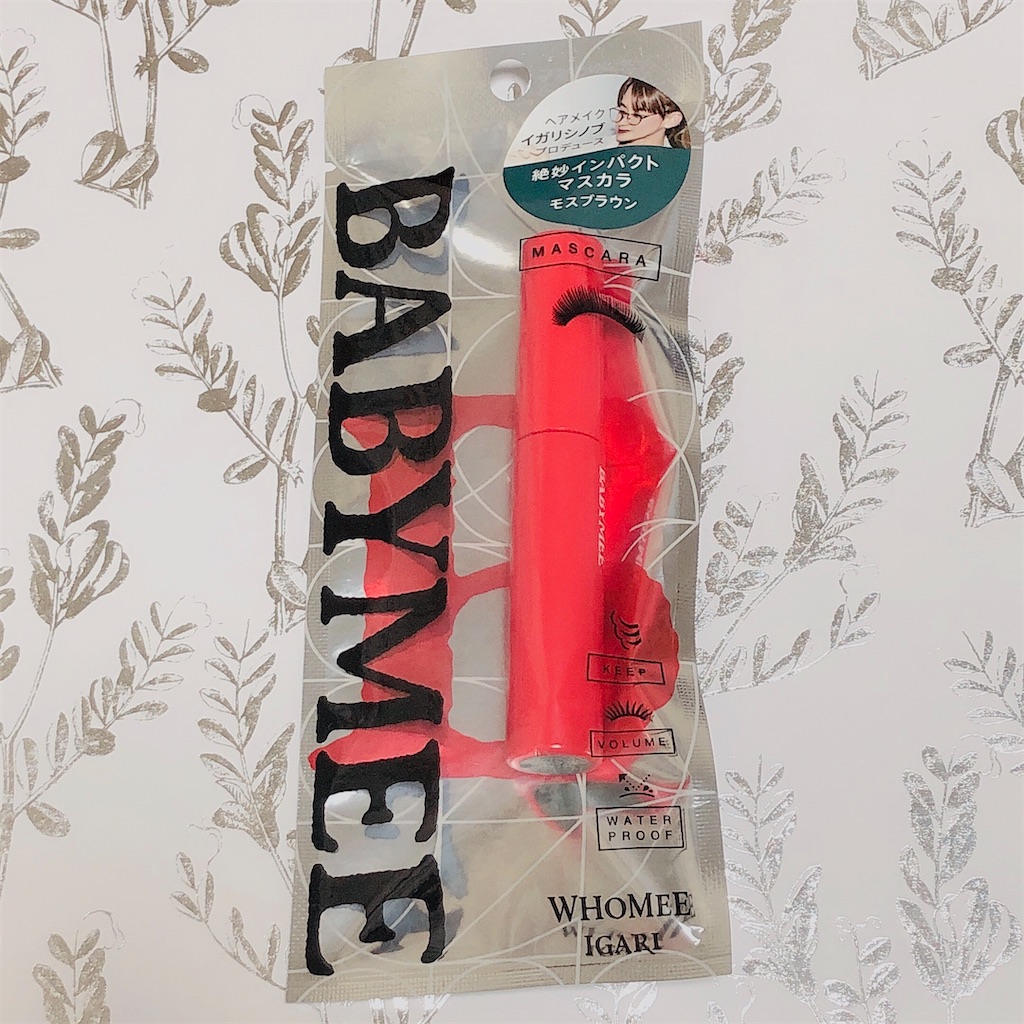 BABYMEE
ヘアメイク
イガリシノブ
プロデュース
絶妙インパクト
マスカラ
モスブラウン
MASCARA
BABYMEE
KEEP
VOLUME
WATER
PROOF
WHOMEE
IGARI